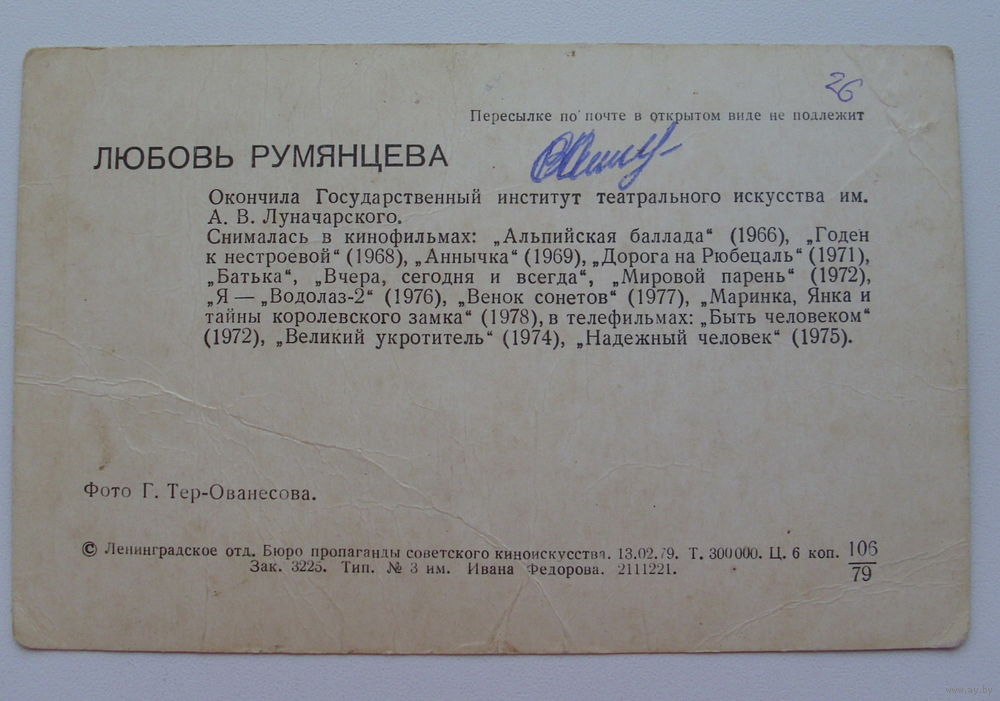 26
Пересылке по почте в открытом виде не подлежит
ЛЮБОВЬ РУМЯНЦЕВА
Окончила Государственный институт театрального искусства им.
А. В. Луначарского.
Снималась в кинофильмах: „Альпийская баллада“ (1966), „Годен
к нестроевой“ (1968), „Аннычка“ (1969), „Дорога на Рюбецаль“ (1971),
„Батька“, „Вчера, сегодня и всегда“, „Мировой парень“ (1972),
„Я — „Водолаз-2“ (1976), „Венок сонетов“ (1977), „Маринка, Янка и
тайны королевского замка“ (1978), в телефильмах: „Быть человеком“
(1972), „Великий укротитель“ (1974), „Надежный человек“ (1975).
Фото Г. Тер-Ованесова.
© Ленинградское отд. Бюро пропаганды советского киноискусства. 13.02.79. Т. 300000. Ц. 6 коп. 106
79
Зак. 3225. Тип. № 3 им. Ивана Федорова. 2111221.
www.ay.by